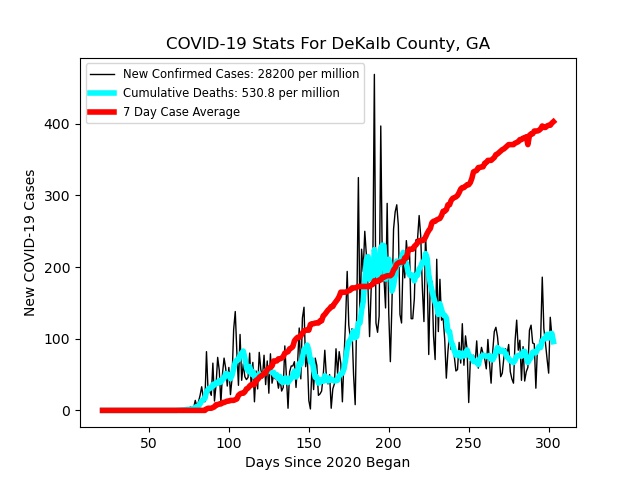 COVID-19 Stats For DeKalb County, GA
New Confirmed Cases: 28200 per million
Cumulative Deaths: 530.8 per million
7 Day Case Average
New COVID-19 Cases
400
300
200
100
0
50 100 150 200 250 300
Days Since 2020 Began